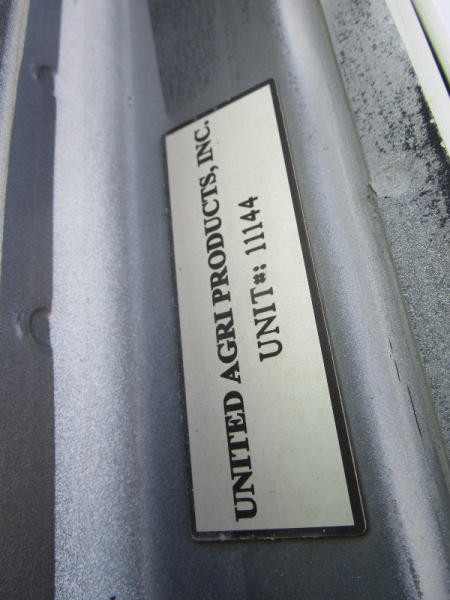 UNITED AGRI PRODUCTS, INC.
UNIT#: 11144